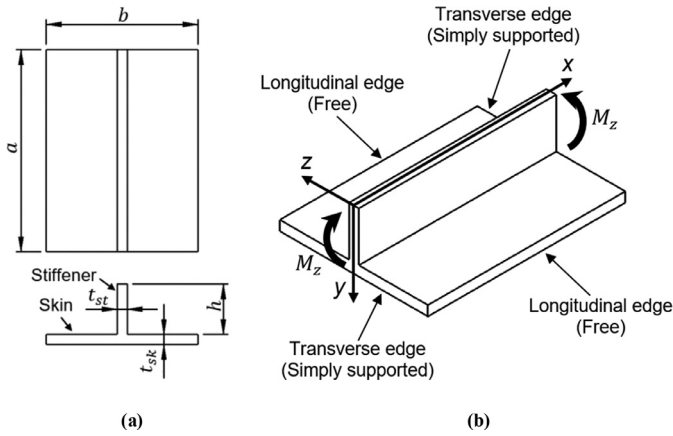 b
a
Stiffener
t_st
h
Skin
t_sk
(a)
Transverse edge
(Simply supported)
x
Longitudinal edge
(Free)
M_z
z
M_z
y
Longitudinal edge
(Free)
Transverse edge
(Simply supported)
(b)